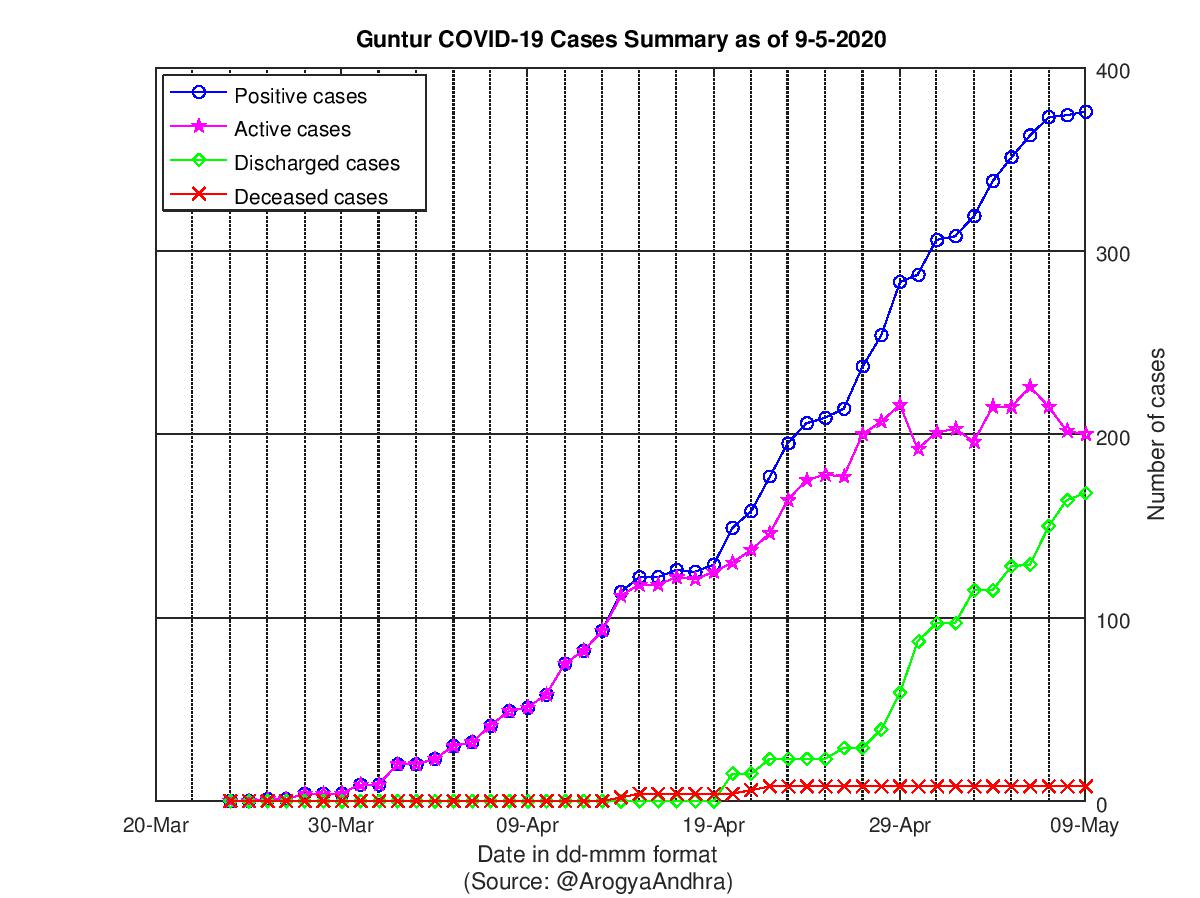 Guntur COVID-19 Cases Summary as of 9-5-2020
Positive cases
Active cases
Discharged cases
Deceased cases
400
300
200
100
0
Number of cases
20-Mar 30-Mar 09-Apr 19-Apr 29-Apr 09-May
Date in dd-mmm format
(Source: @ArogyaAndhra)